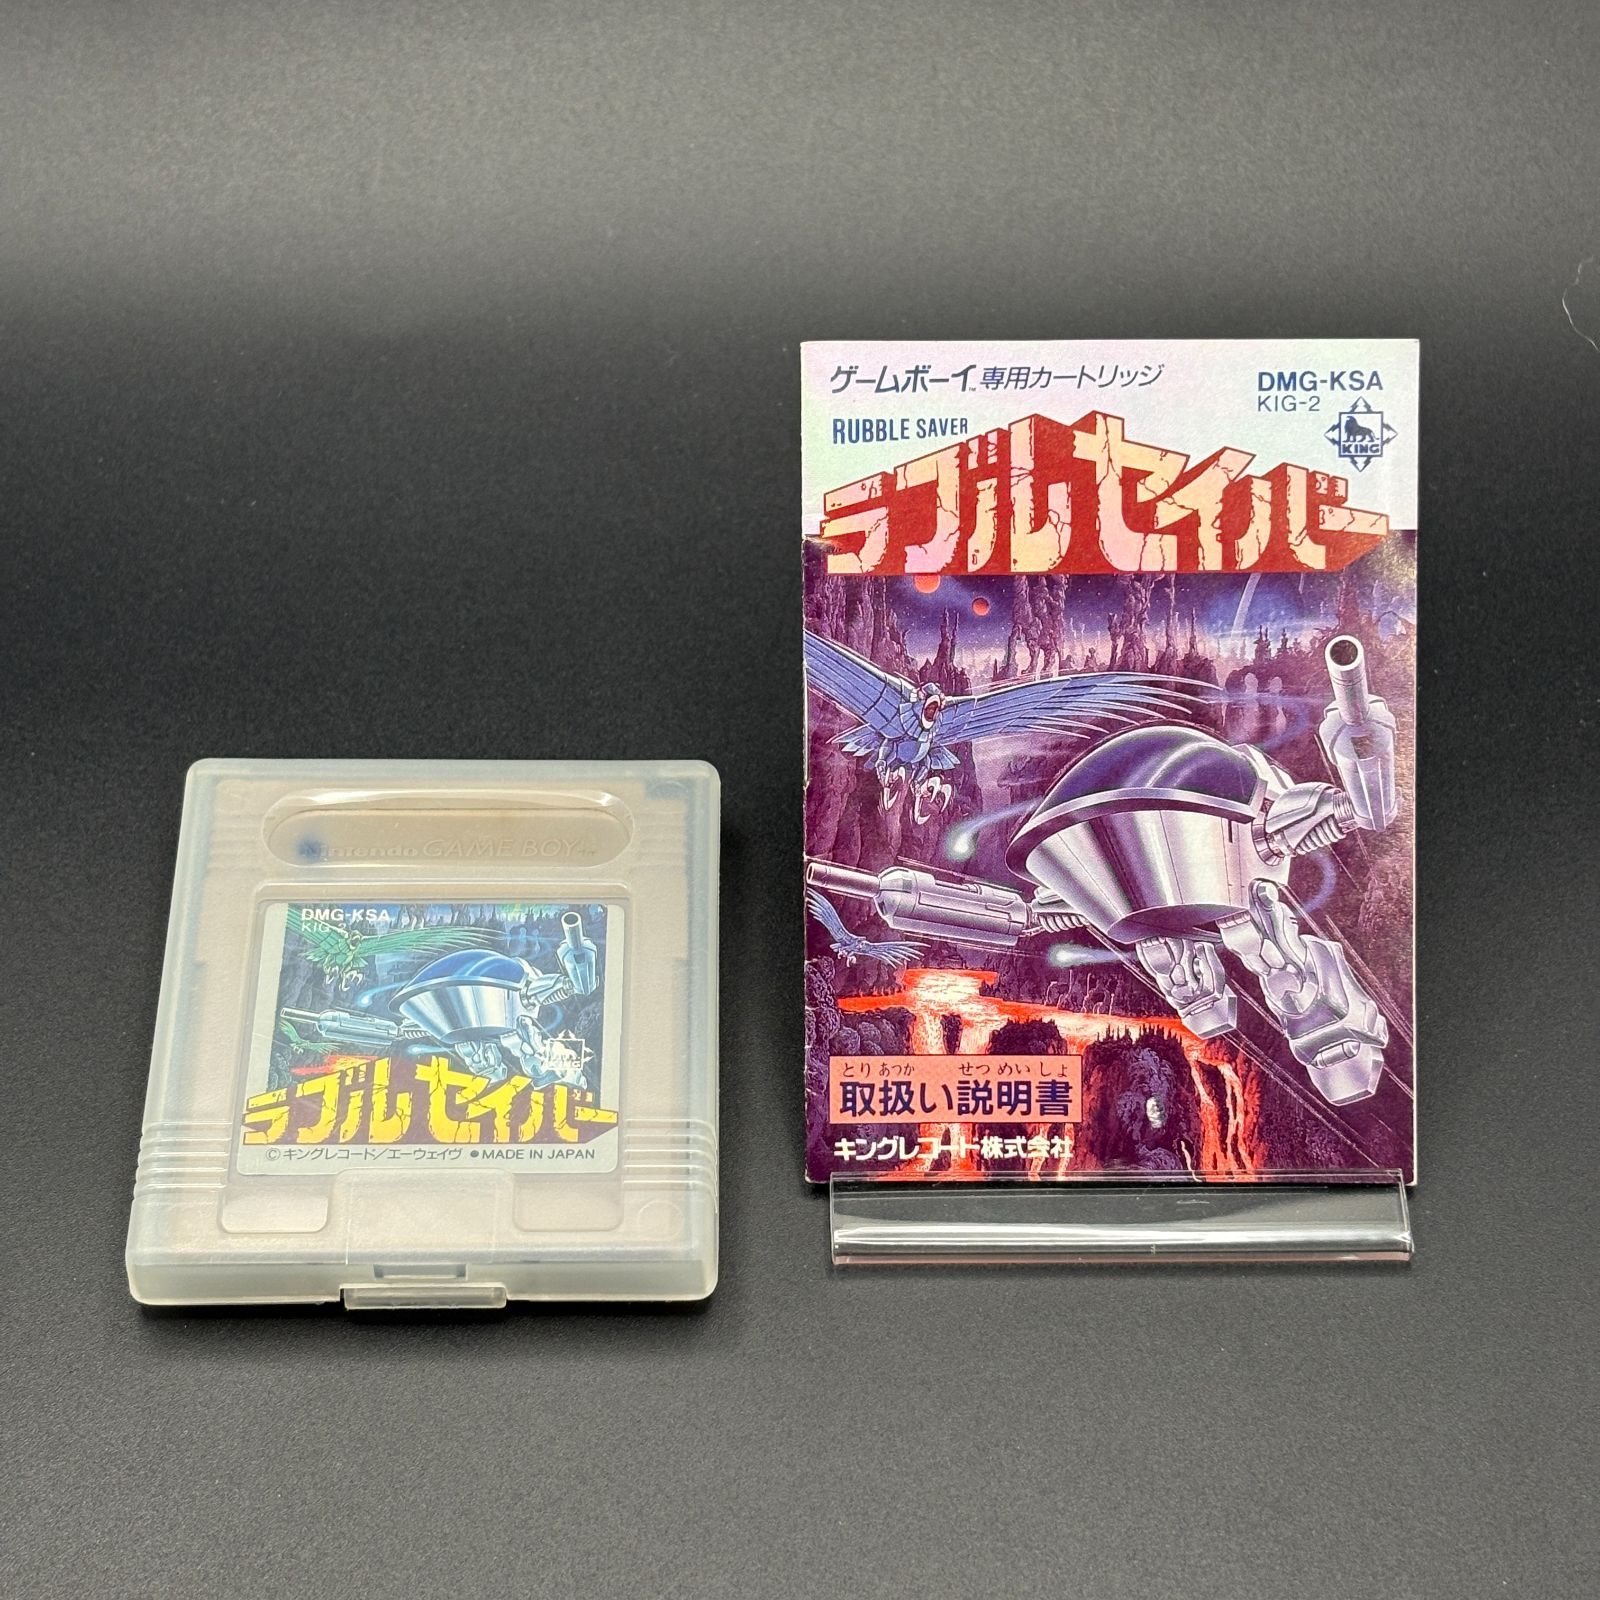 Nintendo GAME BOY™
DMG-KSA
KIG-2
KING
ラブルセイバー
©キングレコード/エーウェイヴ ●MADE IN JAPAN
ゲームボーイ™専用カートリッジ
DMG-KSA
KIG-2
KING
RUBBLE SAVER
ラブルセイバー
とりあつか せつめいしょ
取扱い説明書
キングレコード株式会社